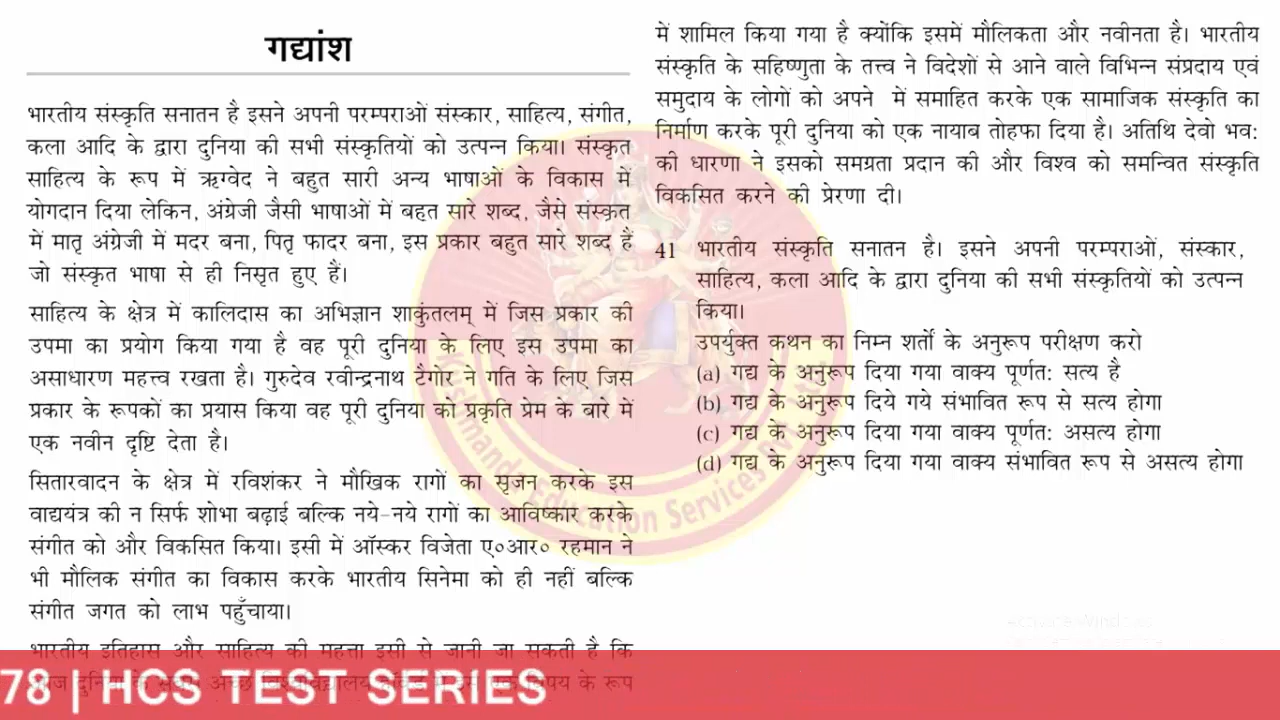 गद्यांश
भारतीय संस्कृति सनातन है इसने अपनी परम्पराओं संस्कार, साहित्य, संगीत,
कला आदि के द्वारा दुनिया की सभी संस्कृतियों को उत्पन्न किया। संस्कृत
साहित्य के रूप में ऋग्वेद ने बहुत सारी अन्य भाषाओं के विकास में
योगदान दिया लेकिन, अंग्रेजी जैसी भाषाओं में बहुत सारे शब्द, जैसे संस्कृत
में मातृ अंग्रेजी में मदर बना, पितृ फादर बना, इस प्रकार बहुत सारे शब्द हैं
जो संस्कृत भाषा से ही निसृत हुए हैं।
साहित्य के क्षेत्र में कालिदास का अभिज्ञान शाकुंतलम् में जिस प्रकार की
उपमा का प्रयोग किया गया है वह पूरी दुनिया के लिए इस उपमा का
असाधारण महत्त्व रखता है। गुरुदेव रवीन्द्रनाथ टैगोर ने गति के लिए जिस
प्रकार के रूपकों का प्रयास किया वह पूरी दुनिया को प्रकृति प्रेम के बारे में
एक नवीन दृष्टि देता है।
सितारवादन के क्षेत्र में रविशंकर ने मौखिक रागों का सृजन करके इस
वाद्ययंत्र की न सिर्फ शोभा बढ़ाई बल्कि नये-नये रागों का आविष्कार करके
संगीत को और विकसित किया। इसी में ऑस्कर विजेता ए०आर० रहमान ने
भी मौलिक संगीत का विकास करके भारतीय सिनेमा को ही नहीं बल्कि
संगीत जगत को लाभ पहुँचाया।
भारतीय इतिहास और साहित्य की महत्ता इसी से जानी जा सकती है कि
दुनिया के अच्छे विश्वविद्यालय विषय के रूप
में शामिल किया गया है क्योंकि इसमें मौलिकता और नवीनता है। भारतीय
संस्कृति के सहिष्णुता के तत्त्व ने विदेशों से आने वाले विभिन्न संप्रदाय एवं
समुदाय के लोगों को अपने में समाहित करके एक सामाजिक संस्कृति का
निर्माण करके पूरी दुनिया को एक नायाब तोहफा दिया है। अतिथि देवो भव:
की धारणा ने इसको समग्रता प्रदान की और विश्व को समन्वित संस्कृति
विकसित करने की प्रेरणा दी।
41 भारतीय संस्कृति सनातन है। इसने अपनी परम्पराओं, संस्कार,
साहित्य, कला आदि के द्वारा दुनिया की सभी संस्कृतियों को उत्पन्न
किया।
उपर्युक्त कथन का निम्न शर्तों के अनुरूप परीक्षण करो
(a) गद्य के अनुरूप दिया गया वाक्य पूर्णत: सत्य है
(b) गद्य के अनुरूप दिये गये संभावित रूप से सत्य होगा
(c) गद्य के अनुरूप दिया गया वाक्य पूर्णत: असत्य होगा
(d) गद्य के अनुरूप दिया गया वाक्य संभावित रूप से असत्य होगा
Kushmanda Education Services Pvt.
78 | HCS TEST SERIES